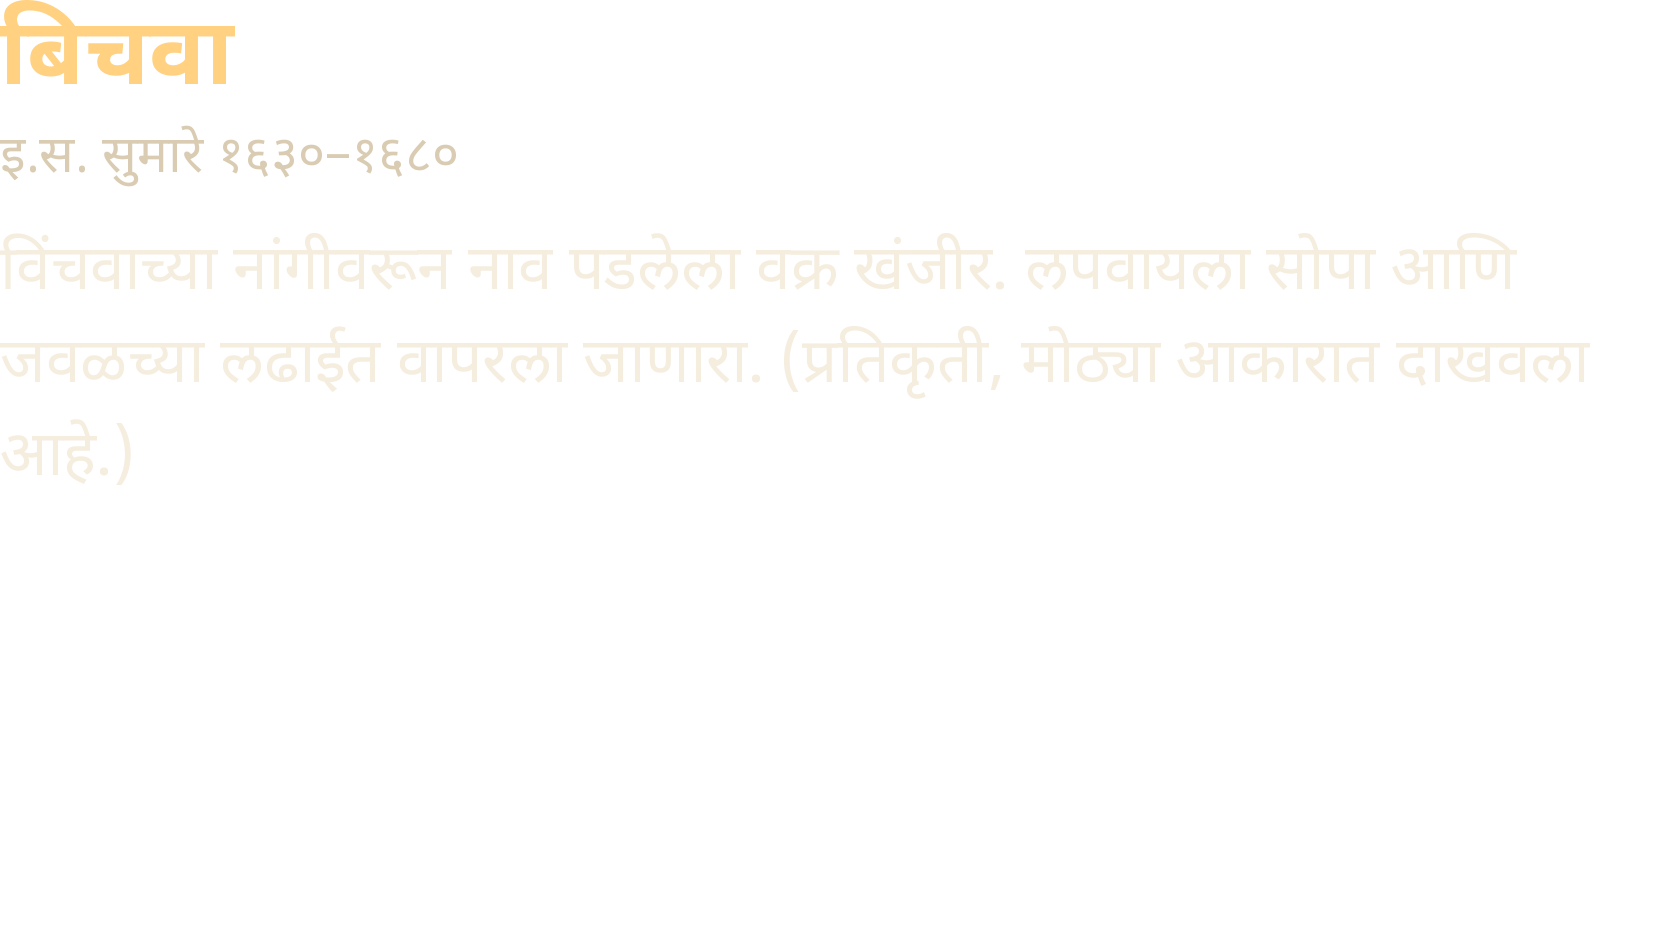 बिचवा
इ.स. सुमारे १६३०–१६८०
विंचवाच्या नांगीवरून नाव पडलेला वक्र खंजीर. लपवायला सोपा आणि
जवळच्या लढाईत वापरला जाणारा. (प्रतिकृती, मोठ्या आकारात दाखवला
आहे.)